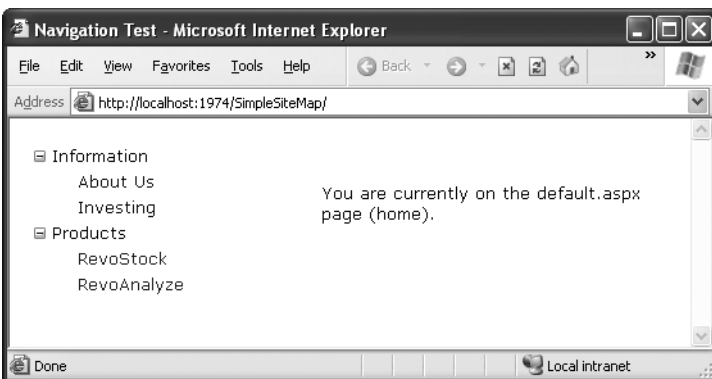 Navigation Test - Microsoft Internet Explorer
File Edit View Favorites Tools Help Back »
Address http://localhost:1974/SimpleSiteMap/
Information
About Us
Investing
Products
RevoStock
RevoAnalyze
You are currently on the default.aspx
page (home).
Done Local intranet